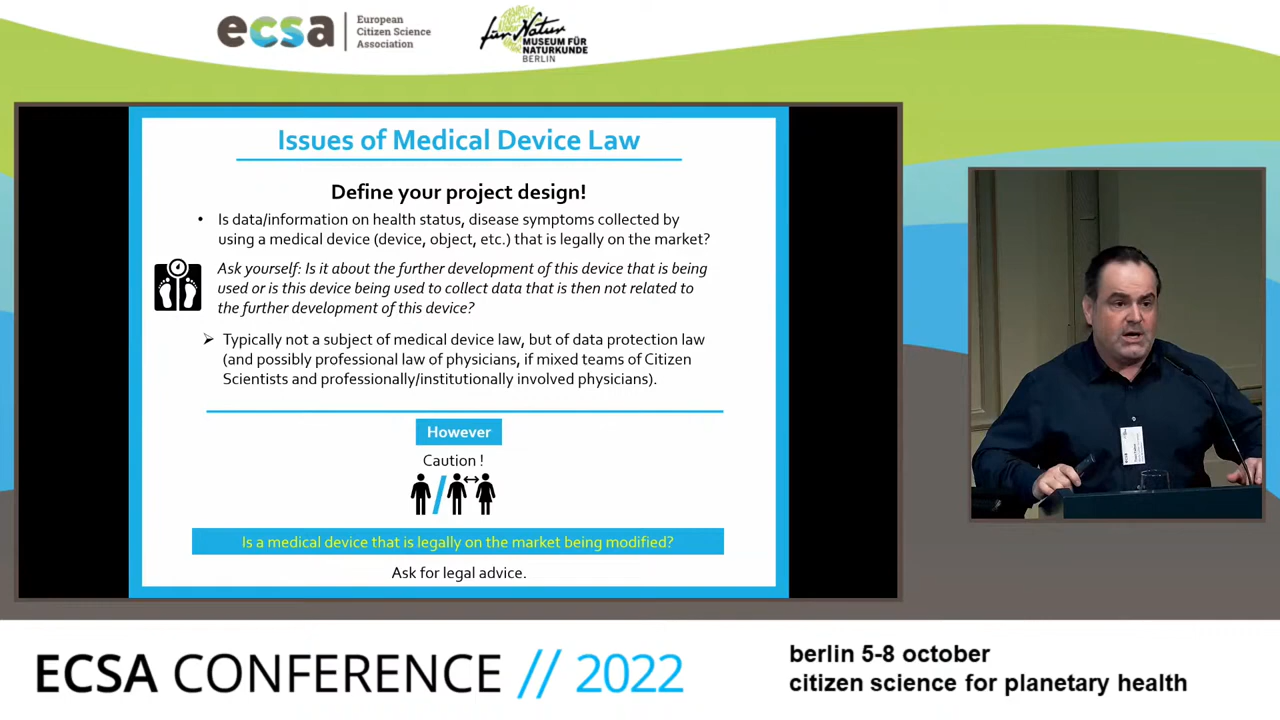 ecsa
European
Citizen Science
Association
für Natur
MUSEUM FÜR
NATURKUNDE
BERLIN
Issues of Medical Device Law
Define your project design!
• Is data/information on health status, disease symptoms collected by
using a medical device (device, object, etc.) that is legally on the market?
Ask yourself: Is it about the further development of this device that is being
used or is this device being used to collect data that is then not related to
the further development of this device?
➢ Typically not a subject of medical device law, but of data protection law
(and possibly professional law of physicians, if mixed teams of Citizen
Scientists and professionally/institutionally involved physicians).
However
Caution !
Is a medical device that is legally on the market being modified?
Ask for legal advice.
ECSA CONFERENCE // 2022
berlin 5-8 october
citizen science for planetary health